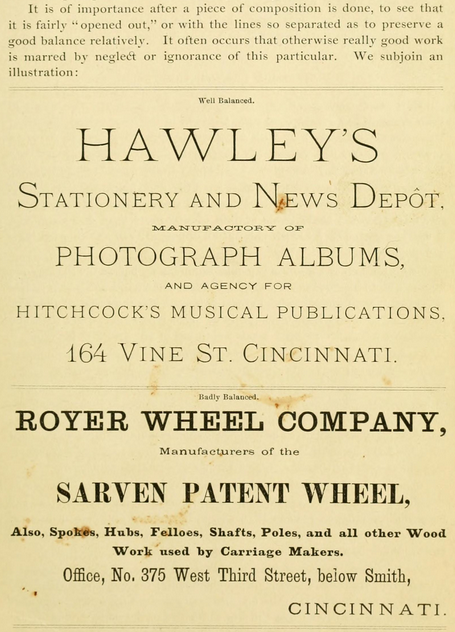 It is of importance after a piece of composition is done, to see that
it is fairly “opened out,” or with the lines so separated as to preserve a
good balance relatively. It often occurs that otherwise really good work
is marred by neglect or ignorance of this particular. We subjoin an
illustration:
Well Balanced.
HAWLEY’S
STATIONERY AND NEWS DEPÔT,
MANUFACTORY OF
PHOTOGRAPH ALBUMS,
AND AGENCY FOR
HITCHCOCK’S MUSICAL PUBLICATIONS,
164 VINE ST. CINCINNATI.
Badly Balanced.
ROYER WHEEL COMPANY,
Manufacturers of the
SARVEN PATENT WHEEL,
Also, Spokes, Hubs, Felloes, Shafts, Poles, and all other Wood
Work used by Carriage Makers.
Office, No. 375 West Third Street, below Smith,
CINCINNATI.